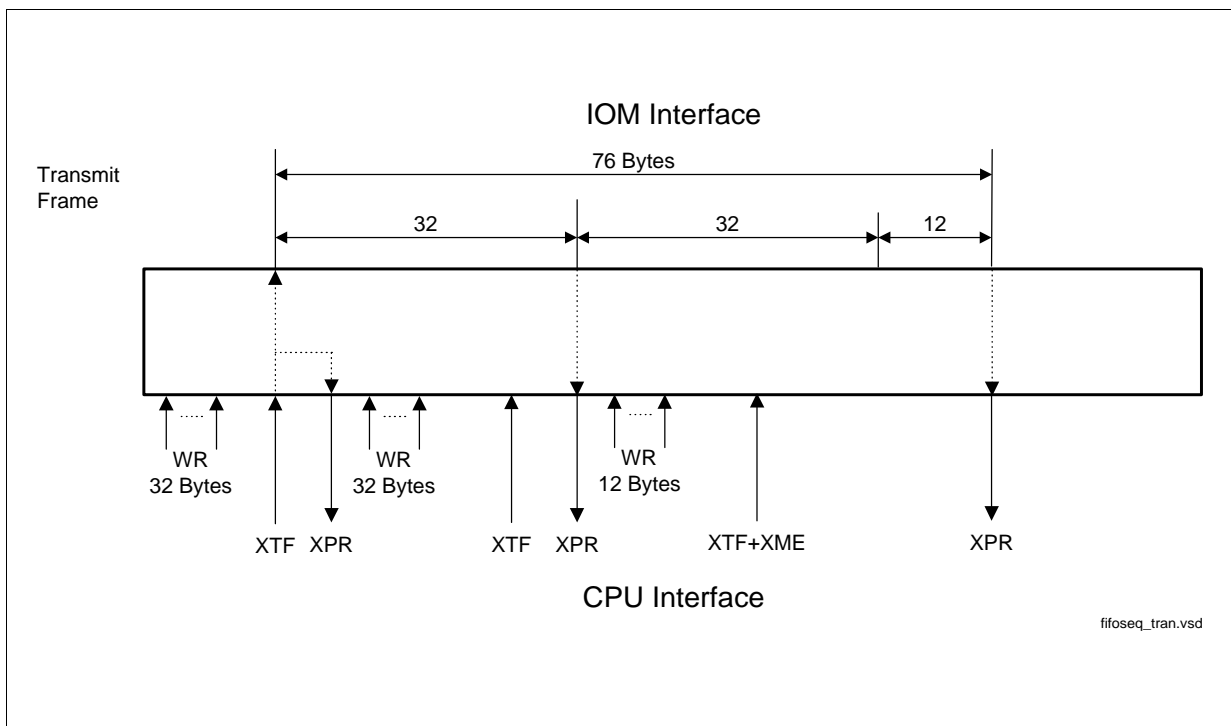 IOM Interface
76 Bytes
Transmit
Frame
32
32
12
WR
32 Bytes
WR
32 Bytes
WR
12 Bytes
XTF
XPR
XTF
XPR
XTF+XME
XPR
CPU Interface
fifoseq_tran.vsd